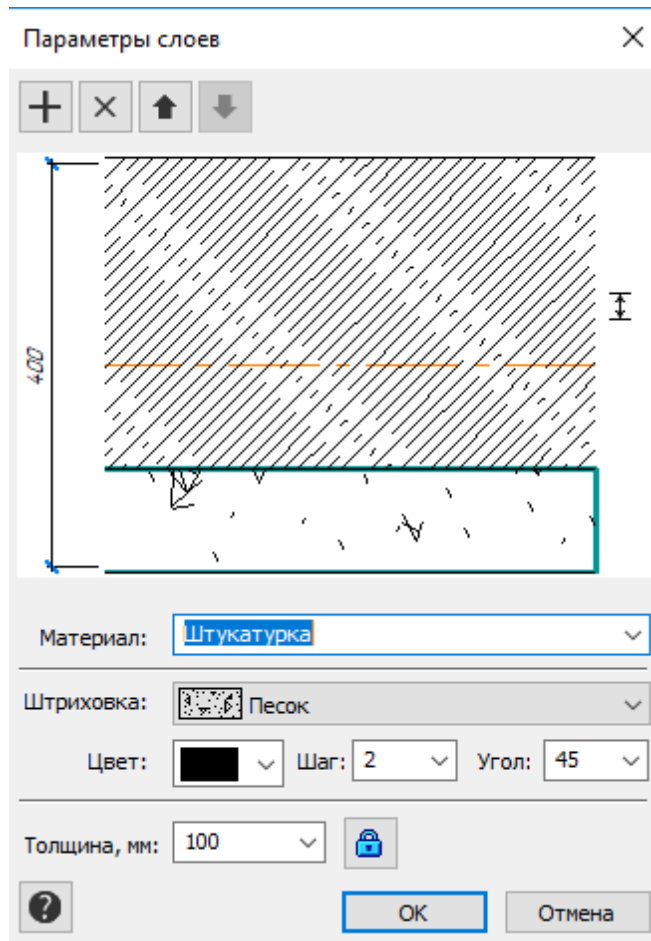 Параметры слоев
400
Материал: Штукатурка
Штриховка: Песок
Цвет: Шаг: 2 Угол: 45
Толщина, мм: 100
OK Отмена